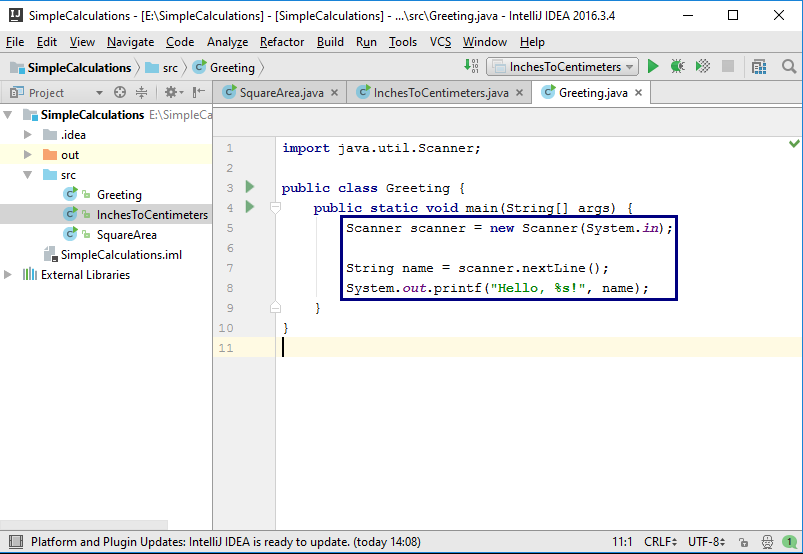 SimpleCalculations - [E:\SimpleCalculations] - [SimpleCalculations] - ...\src\Greeting.java - IntelliJ IDEA 2016.3.4
File Edit View Navigate Code Analyze Refactor Build Run Tools VCS Window Help
SimpleCalculations src Greeting InchesToCentimeters
Project SquareArea.java InchesToCentimeters.java Greeting.java
SimpleCalculations E:\SimpleCa
.idea
out
src
Greeting
InchesToCentimeters
SquareArea
SimpleCalculations.iml
External Libraries
1 import java.util.Scanner;
2
3 public class Greeting {
4 public static void main(String[] args) {
5 Scanner scanner = new Scanner(System.in);
6
7 String name = scanner.nextLine();
8 System.out.printf("Hello, %s!", name);
9 }
10 }
11
Platform and Plugin Updates: IntelliJ IDEA is ready to update. (today 14:08) 11:1 CRLF UTF-8 1